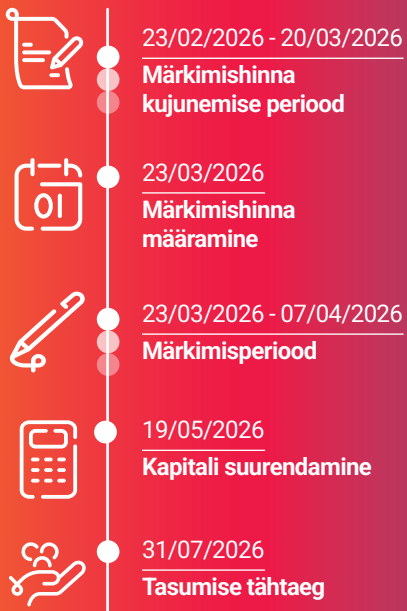 23/02/2026 - 20/03/2026
Märkimishinna
kujunemise periood
01
23/03/2026
Märkimishinna
määramine
23/03/2026 - 07/04/2026
Märkimisperiood
19/05/2026
Kapitali suurendamine
31/07/2026
Tasumise tähtaeg